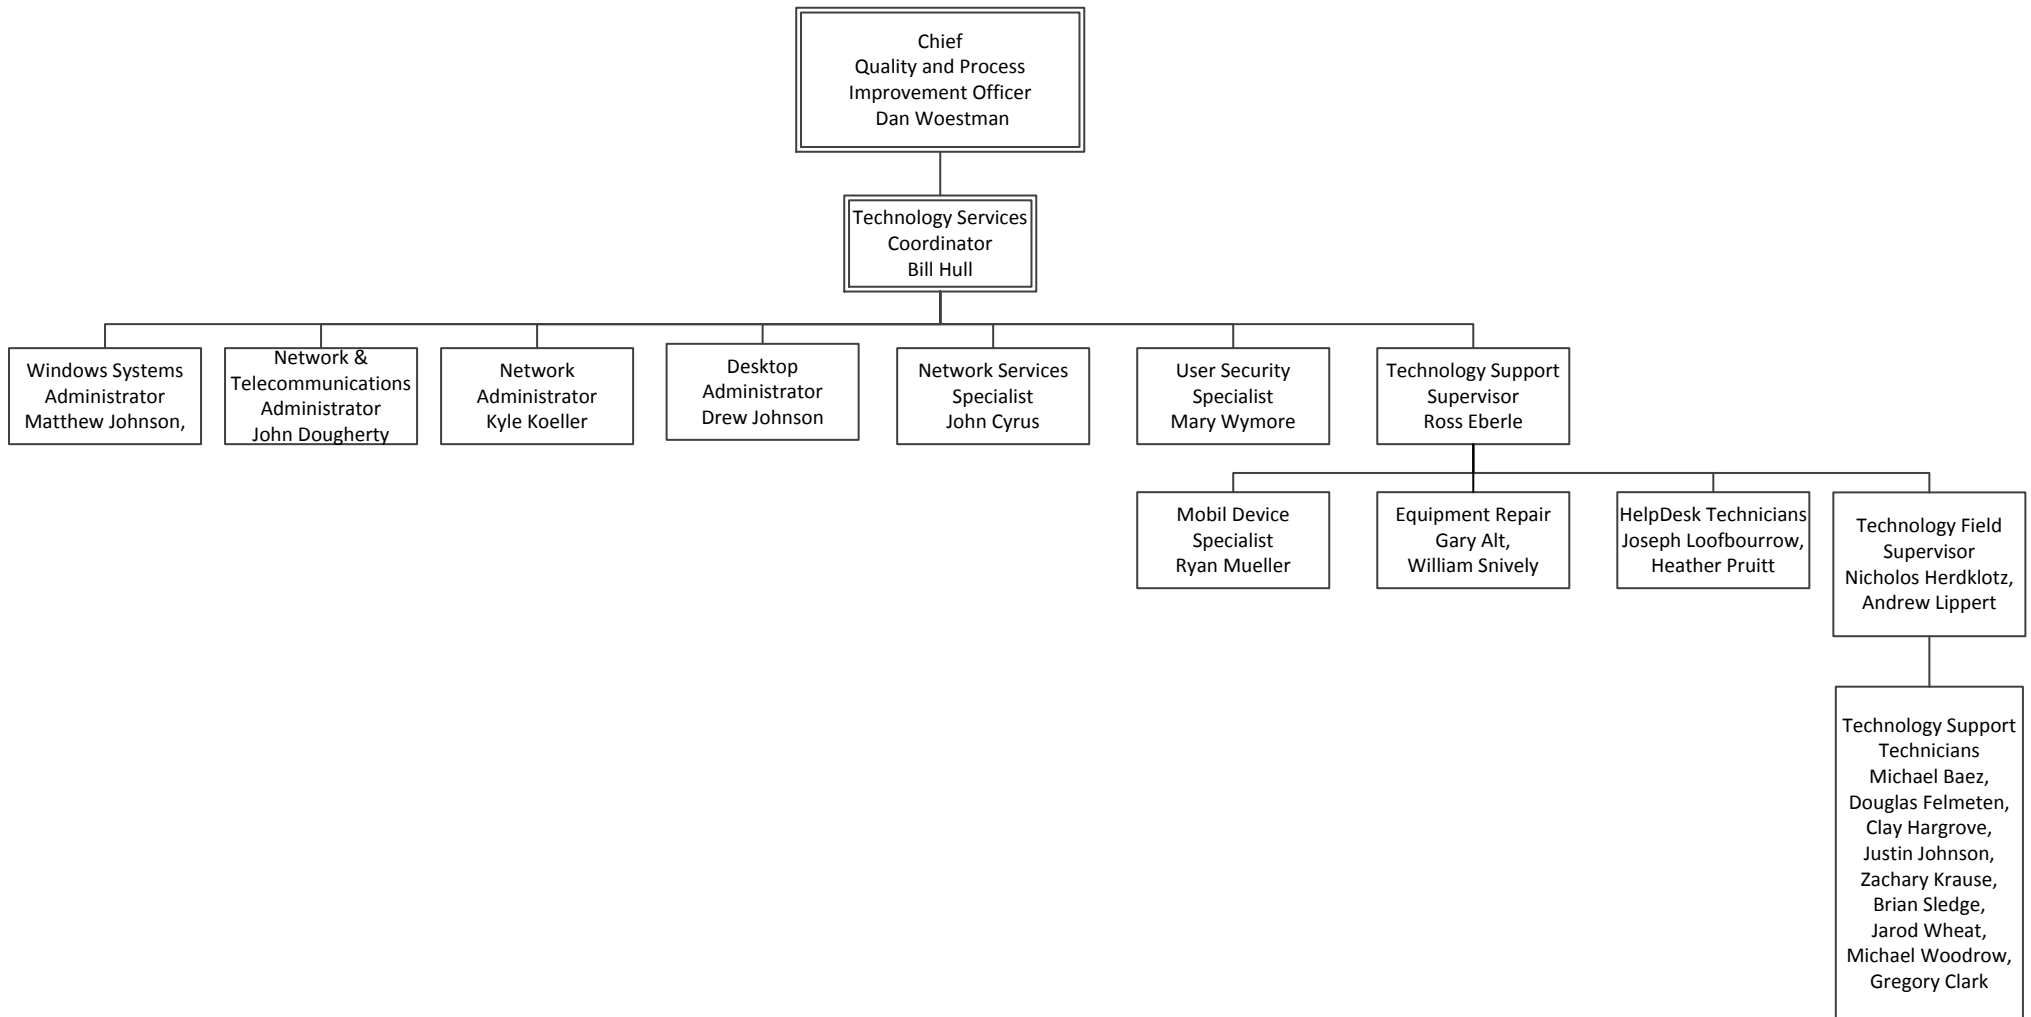 Chief
Quality and Process
Improvement Officer
Dan Woestman
Technology Services
Coordinator
Bill Hull
Windows Systems
Administrator
Matthew Johnson,
Network &
Telecommunications
Administrator
John Dougherty
Network
Administrator
Kyle Koeller
Desktop
Administrator
Drew Johnson
Network Services
Specialist
John Cyrus
User Security
Specialist
Mary Wymore
Technology Support
Supervisor
Ross Eberle
Mobil Device
Specialist
Ryan Mueller
Equipment Repair
Gary Alt,
William Snively
HelpDesk Technicians
Joseph Loofbourrow,
Heather Pruitt
Technology Field
Supervisor
Nicholos Herdklotz,
Andrew Lippert
Technology Support
Technicians
Michael Baez,
Douglas Felmeten,
Clay Hargrove,
Justin Johnson,
Zachary Krause,
Brian Sledge,
Jarod Wheat,
Michael Woodrow,
Gregory Clark